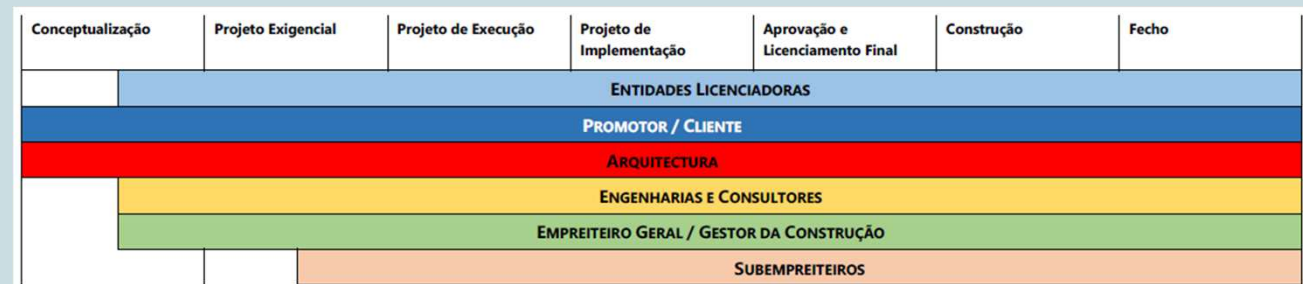 Conceptualização
Projeto Exigencial
Projeto de Execução
Projeto de
Implementação
Aprovação e
Licenciamento Final
Construção
Fecho
ENTIDADES LICENCIADORAS
PROMOTOR / CLIENTE
ARQUITECTURA
ENGENHARIAS E CONSULTORES
EMPREITEIRO GERAL / GESTOR DA CONSTRUÇÃO
SUBEMPREITEIROS